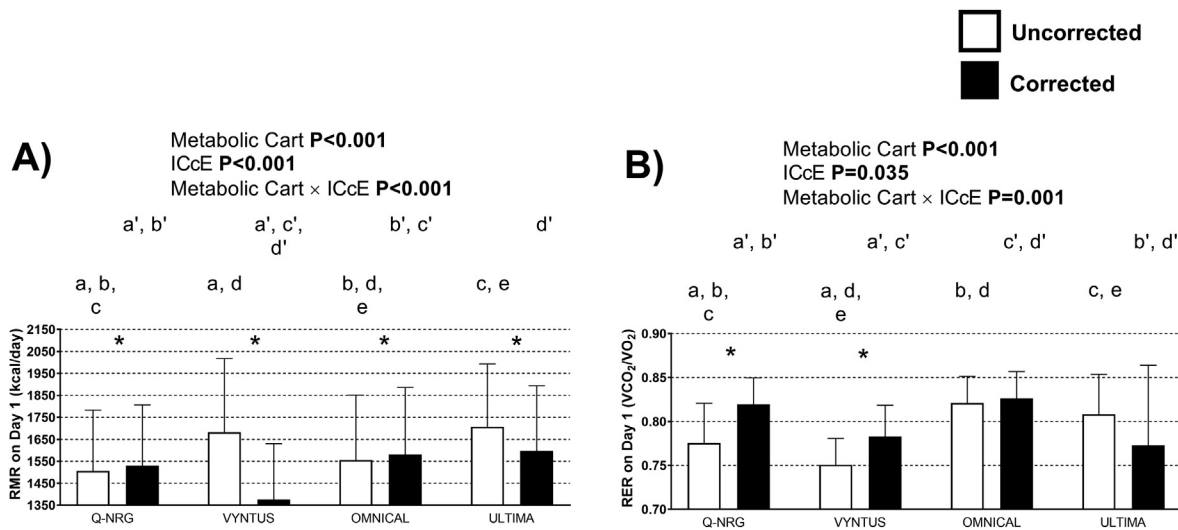 Uncorrected
Corrected
A)
Metabolic Cart P<0.001
ICcE P<0.001
Metabolic Cart × ICcE P<0.001
a', b'
a', c',
d'
b', c'
d'
a, b,
c
a, d
b, d,
e
c, e
RMR on Day 1 (kcal/day)
2150
2050
1950
1850
1750
1650
1550
1450
1350
*
*
*
*
Q-NRG
VYNTUS
OMNICAL
ULTIMA
B)
Metabolic Cart P<0.001
ICcE P=0.035
Metabolic Cart × ICcE P=0.001
a', b'
a', c'
c', d'
b', d'
a, b,
c
a, d,
e
b, d
c, e
RER on Day 1 (VCO₂/VO₂)
0.90
0.85
0.80
0.75
0.70
*
*
Q-NRG
VYNTUS
OMNICAL
ULTIMA